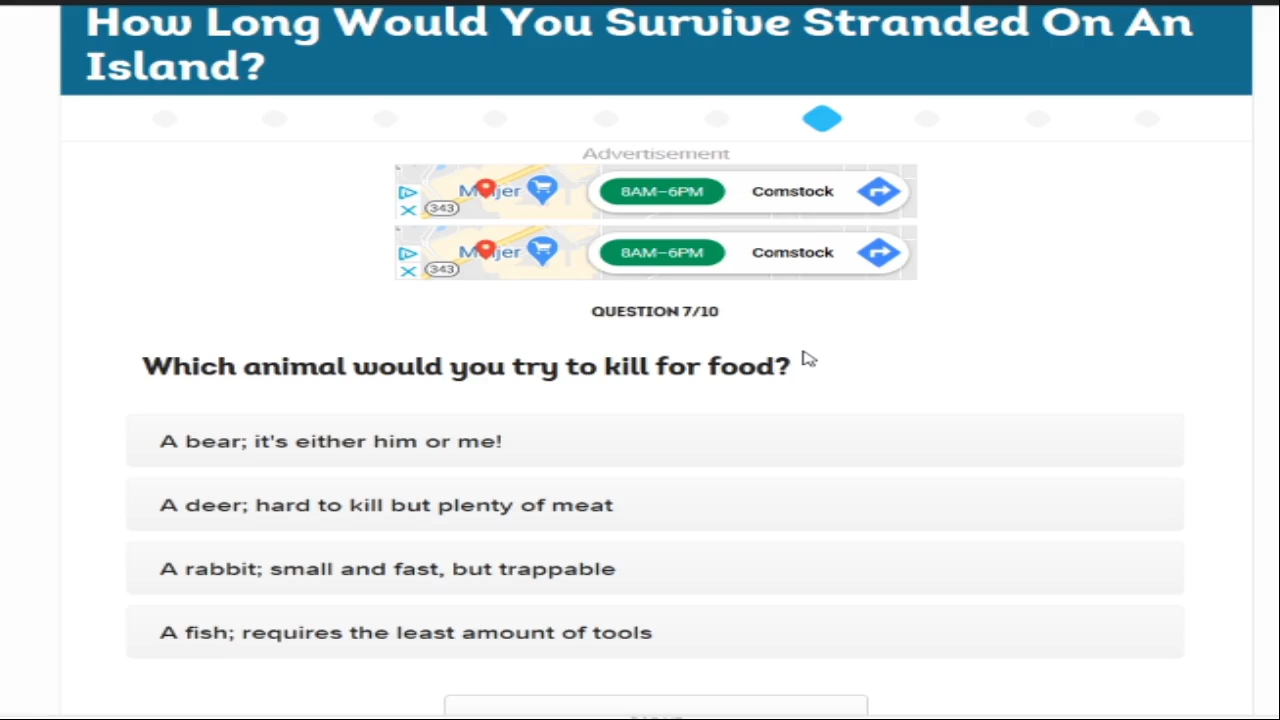 How Long Would You Survive Stranded On An
Island?
Advertisement
343
8AM–6PM
Comstock
343
8AM–6PM
Comstock
QUESTION 7/10
Which animal would you try to kill for food?
A bear; it's either him or me!
A deer; hard to kill but plenty of meat
A rabbit; small and fast, but trappable
A fish; requires the least amount of tools